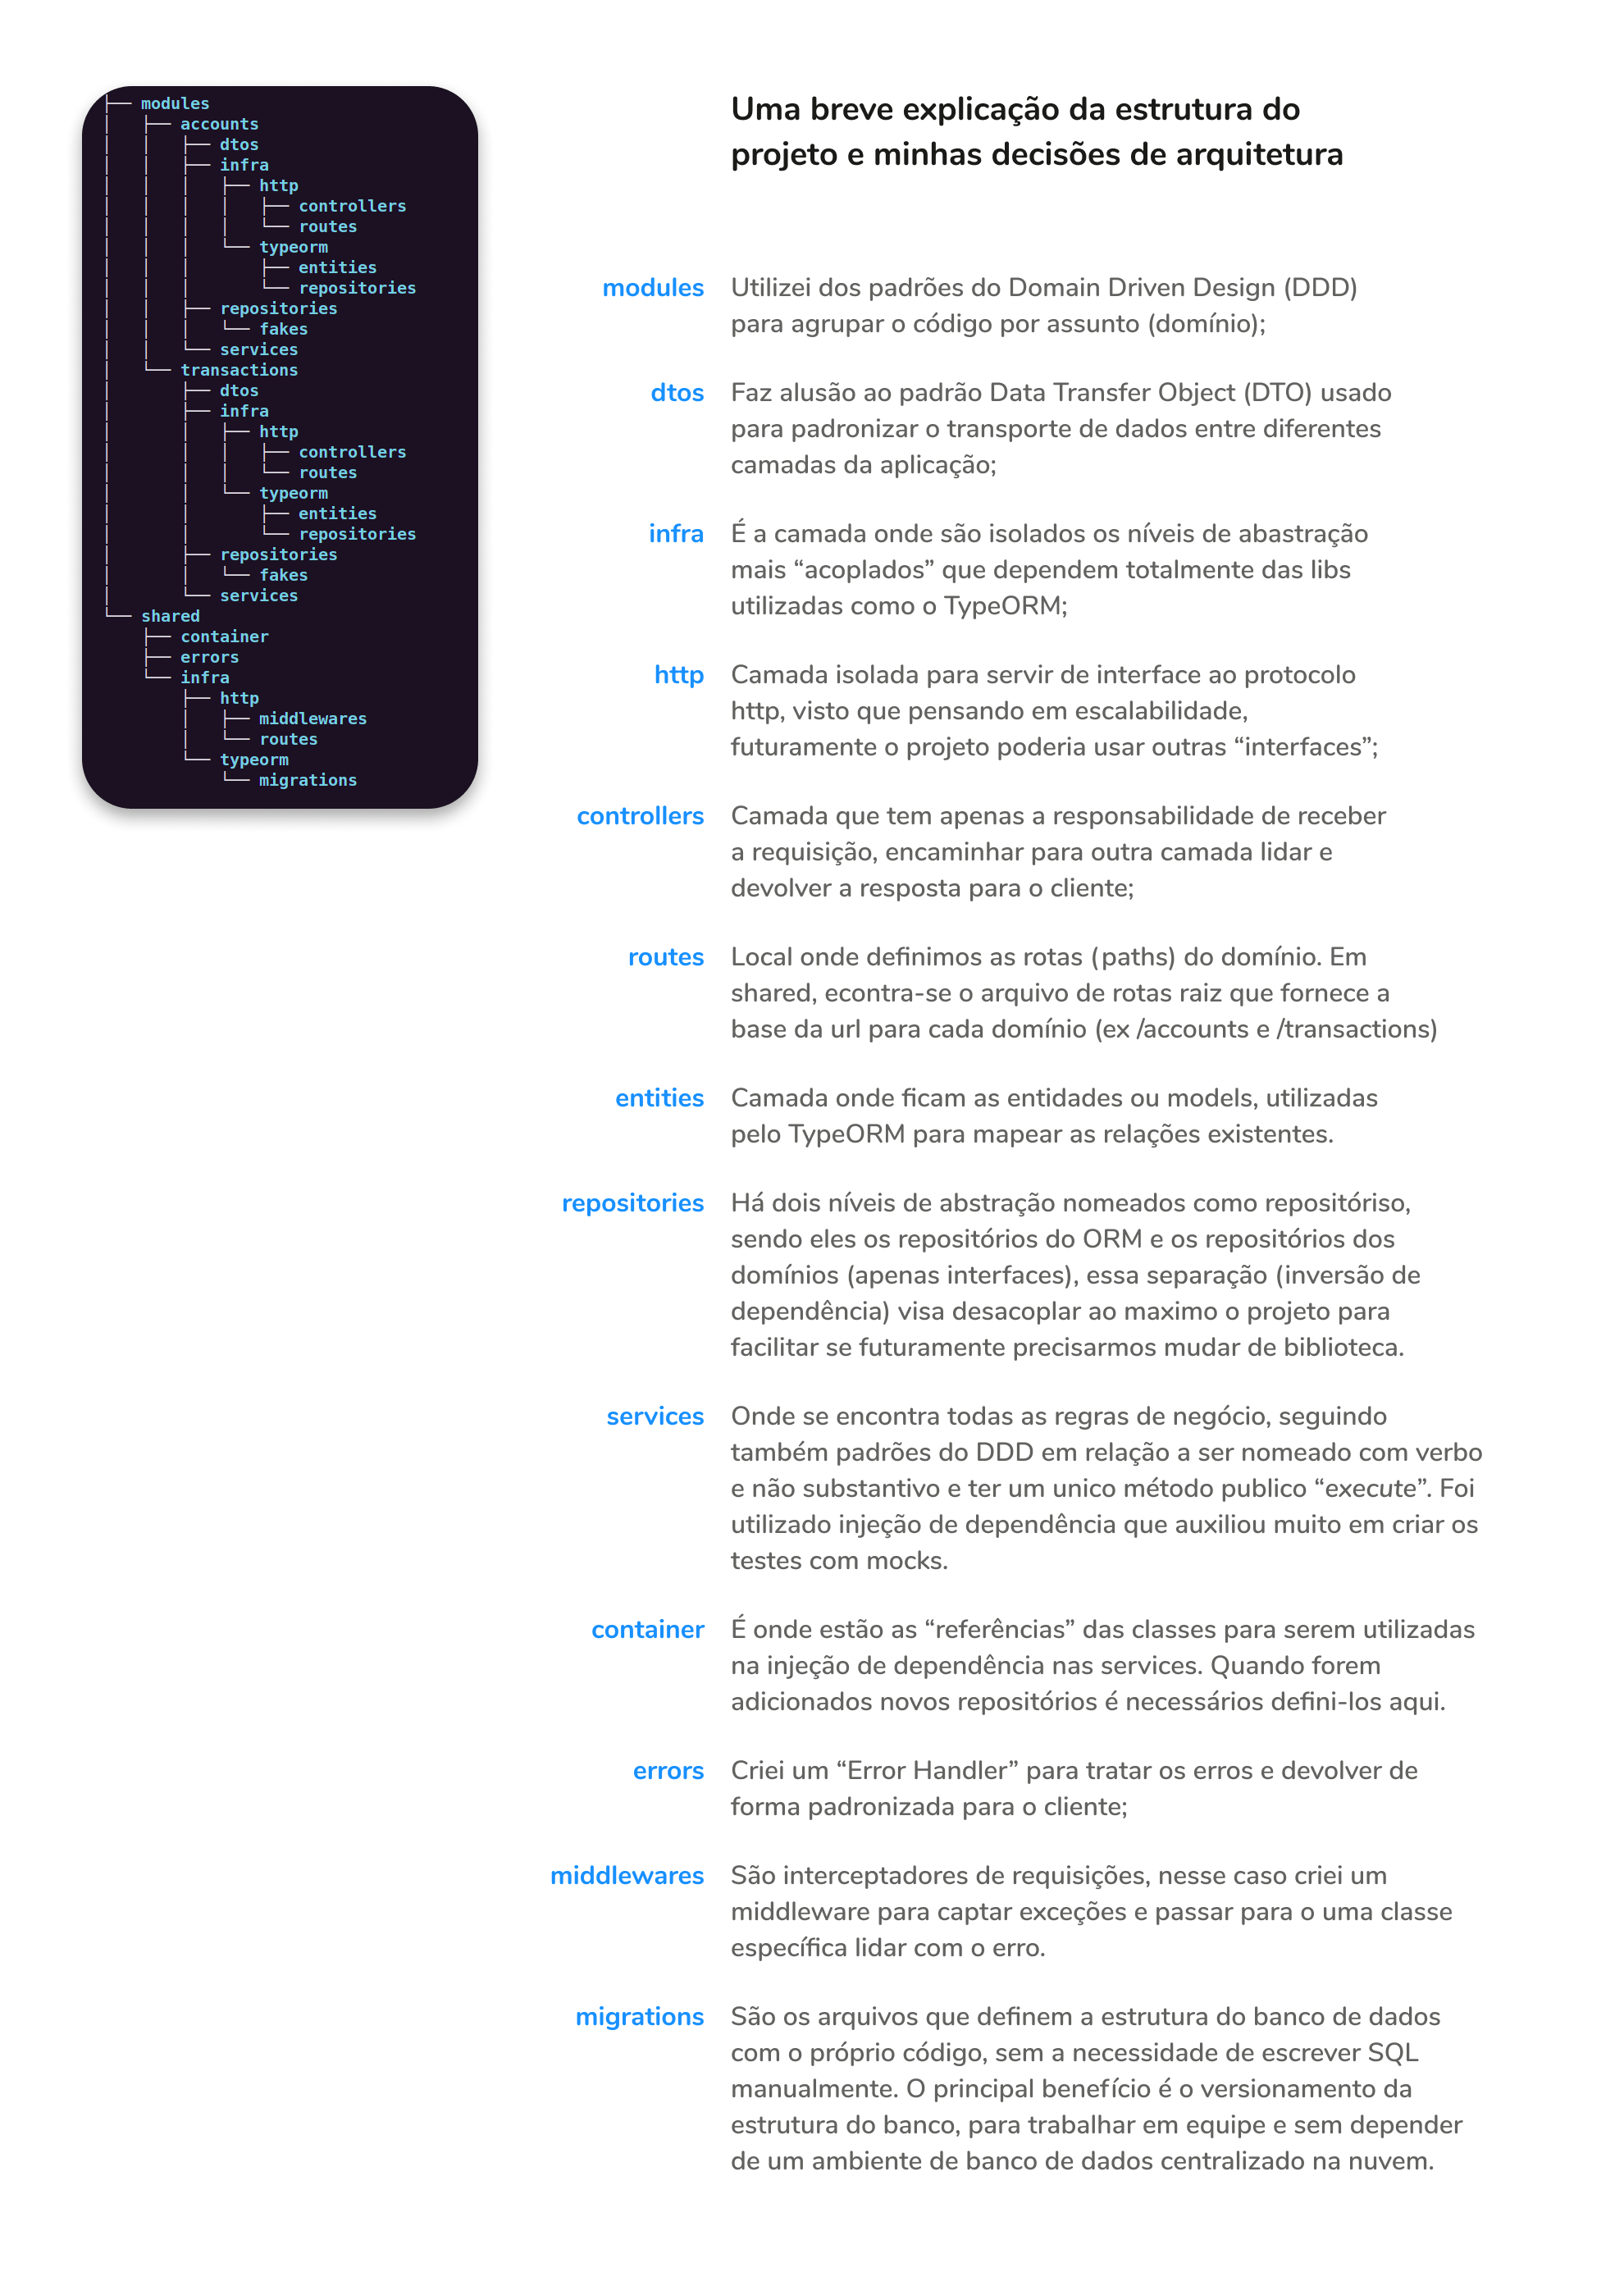 ├── modules
│   ├── accounts
│   │   ├── dtos
│   │   ├── infra
│   │   │   ├── http
│   │   │   │   ├── controllers
│   │   │   │   └── routes
│   │   │   └── typeorm
│   │   │       ├── entities
│   │   │       └── repositories
│   │   ├── repositories
│   │   │   └── fakes
│   │   └── services
│   └── transactions
│       ├── dtos
│       ├── infra
│       │   ├── http
│       │   │   ├── controllers
│       │   │   └── routes
│       │   └── typeorm
│       │       ├── entities
│       │       └── repositories
│       ├── repositories
│       │   └── fakes
│       └── services
└── shared
    ├── container
    ├── errors
    └── infra
        ├── http
        │   ├── middlewares
        │   └── routes
        └── typeorm
            └── migrations
Uma breve explicação da estrutura do
projeto e minhas decisões de arquitetura
modules Utilizei dos padrões do Domain Driven Design (DDD)
para agrupar o código por assunto (domínio);
dtos Faz alusão ao padrão Data Transfer Object (DTO) usado
para padronizar o transporte de dados entre diferentes
camadas da aplicação;
infra É a camada onde são isolados os níveis de abastração
mais “acoplados” que dependem totalmente das libs
utilizadas como o TypeORM;
http Camada isolada para servir de interface ao protocolo
http, visto que pensando em escalabilidade,
futuramente o projeto poderia usar outras “interfaces”;
controllers Camada que tem apenas a responsabilidade de receber
a requisição, encaminhar para outra camada lidar e
devolver a resposta para o cliente;
routes Local onde definimos as rotas (paths) do domínio. Em
shared, econtra-se o arquivo de rotas raiz que fornece a
base da url para cada domínio (ex /accounts e /transactions)
entities Camada onde ficam as entidades ou models, utilizadas
pelo TypeORM para mapear as relações existentes.
repositories Há dois níveis de abstração nomeados como repositóriso,
sendo eles os repositórios do ORM e os repositórios dos
domínios (apenas interfaces), essa separação (inversão de
dependência) visa desacoplar ao maximo o projeto para
facilitar se futuramente precisarmos mudar de biblioteca.
services Onde se encontra todas as regras de negócio, seguindo
também padrões do DDD em relação a ser nomeado com verbo
e não substantivo e ter um unico método publico “execute”. Foi
utilizado injeção de dependência que auxiliou muito em criar os
testes com mocks.
container É onde estão as “referências” das classes para serem utilizadas
na injeção de dependência nas services. Quando forem
adicionados novos repositórios é necessários defini-los aqui.
errors Criei um “Error Handler” para tratar os erros e devolver de
forma padronizada para o cliente;
middlewares São interceptadores de requisições, nesse caso criei um
middleware para captar exceções e passar para o uma classe
específica lidar com o erro.
migrations São os arquivos que definem a estrutura do banco de dados
com o próprio código, sem a necessidade de escrever SQL
manualmente. O principal benefício é o versionamento da
estrutura do banco, para trabalhar em equipe e sem depender
de um ambiente de banco de dados centralizado na nuvem.